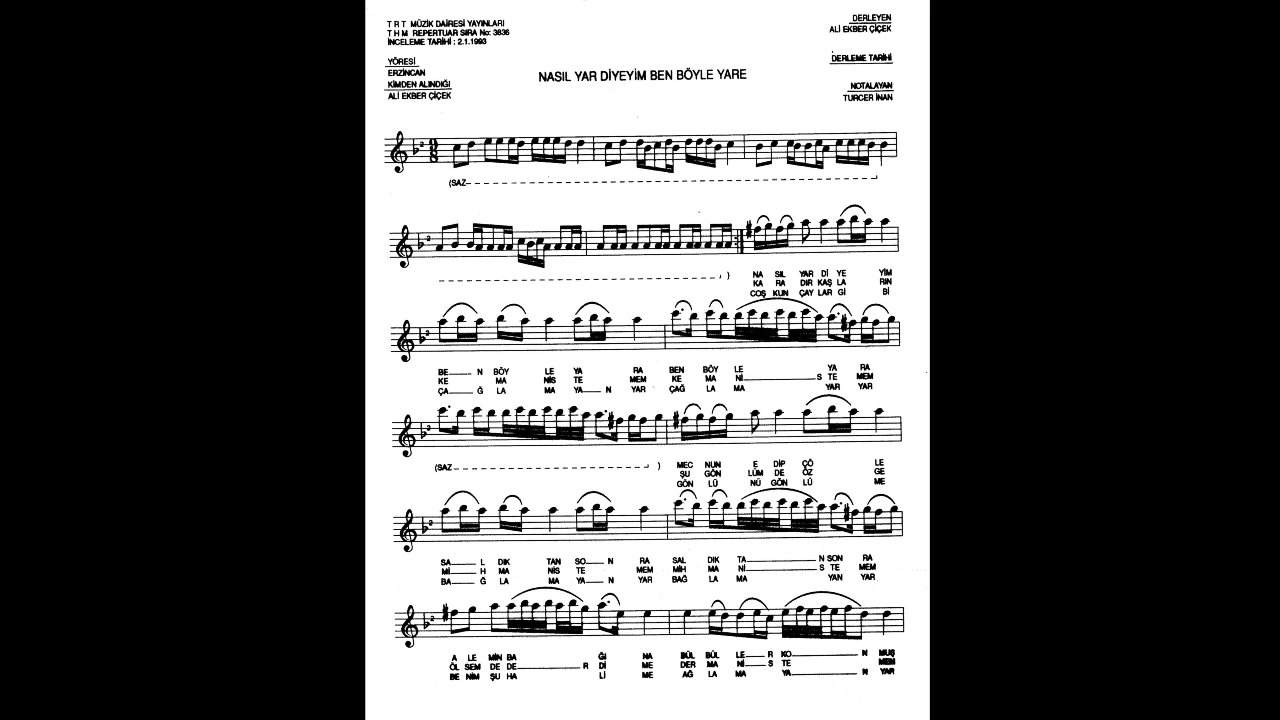 T R T MÜZİK DAİRESİ YAYINLARI
T H M REPERTUAR SIRA No: 3836
İNCELEME TARİHİ : 2.1.1993
DERLEYEN
ALİ EKBER ÇİÇEK
YÖRESİ
ERZİNCAN
KİMDEN ALINDIĞI
ALİ EKBER ÇİÇEK
DERLEME TARİHİ
NOTALAYAN
TURCER İNAN
NASIL YAR DİYEYİM BEN BÖYLE YARE
(SAZ
)
NA SIL YAR Dİ YE YİM
KA RA DIR KAŞ LA RIN
COŞ KUN ÇAY LAR Gİ Bİ
BE N BÖY LE YA RA BEN BÖY LE YA RA
KE MA NİS TE MEM KE MA Nİ S TE MEM
ÇA Ğ LA MA YA N YAR ÇAĞ LA MA YAR YAR
(SAZ )
MEC NUN E DİP ÇÖ LE
ŞU GÖN LÜM DE ÖZ GE
GÖN LÜ NÜ GÖN LÜ ME
SA L DIK TAN SO N RA SAL DIK TA N SON RA
Mİ H MA NİS TE MEM MİH MA Nİ S TE MEM
BA Ğ LA MA YA N YAR BAĞ LA MA YAN YAR
A LE MİN BA Ğİ NA BÜL BÜL LE R KO N MUŞ
ÖL SEM DE DE R Dİ ME DER MA Nİ S TE MEM
BE NİM ŞU HA Lİ ME AĞ LA MA YA N YAR